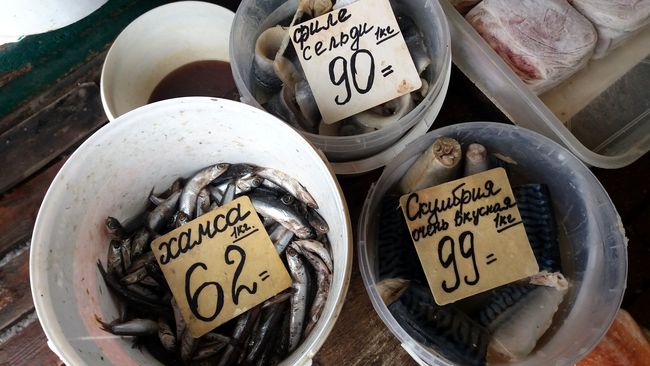 филе
сельди 1кг
90=
хамса
1кг
62=
Скумбрия
очень вкусная
1кг
99=